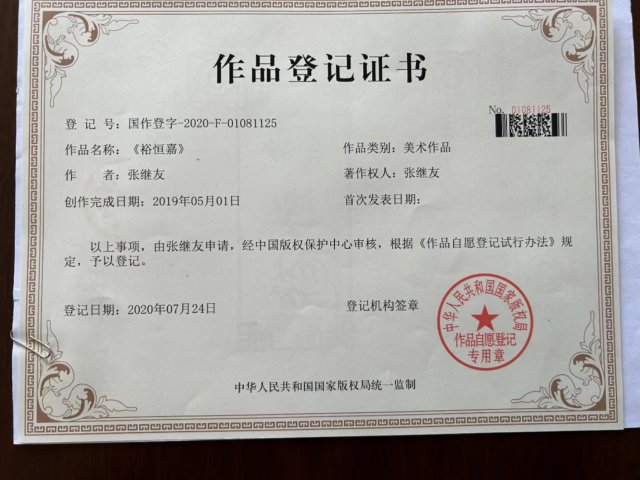 作品登记证书
No. 01081125
登 记 号：国作登字-2020-F-01081125
作品名称：《裕恒嘉》
作品类别：美术作品
作 者：张继友
著作权人：张继友
创作完成日期：2019年05月01日
首次发表日期：
以上事项，由张继友申请，经中国版权保护中心审核，根据《作品自愿登记试行办法》规
定，予以登记。
登记日期：2020年07月24日
登记机构签章
中华人民共和国国家版权局
作品自愿登记
专用章
中华人民共和国国家版权局统一监制